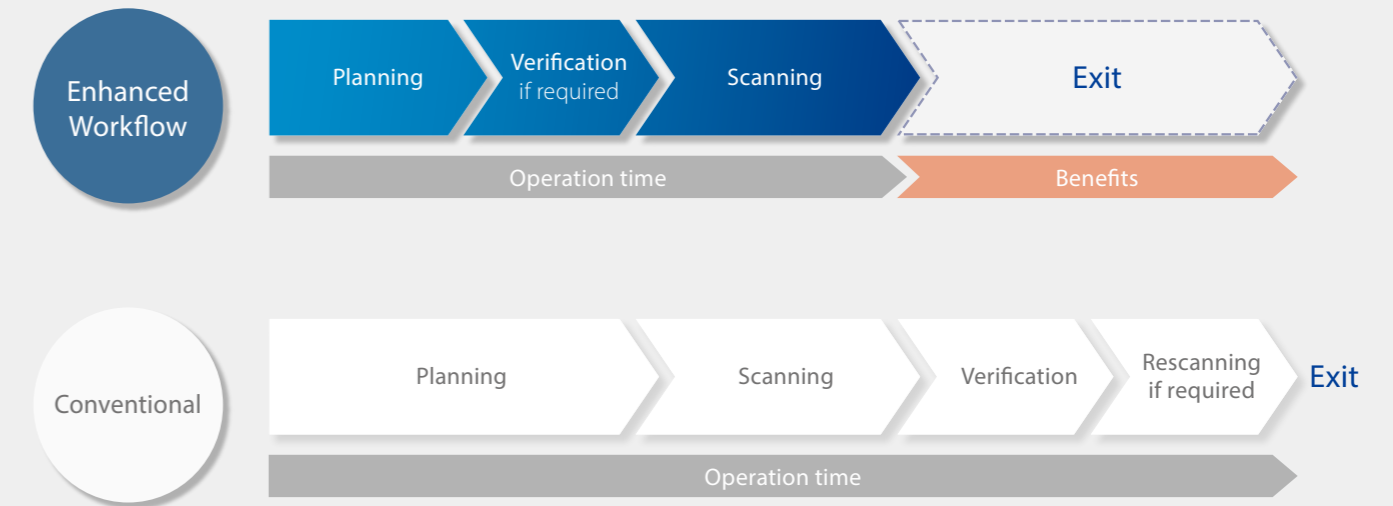 Enhanced
Workflow
Planning
Verification
if required
Scanning
Exit
Operation time
Benefits
Conventional
Planning
Scanning
Verification
Rescanning
if required
Exit
Operation time